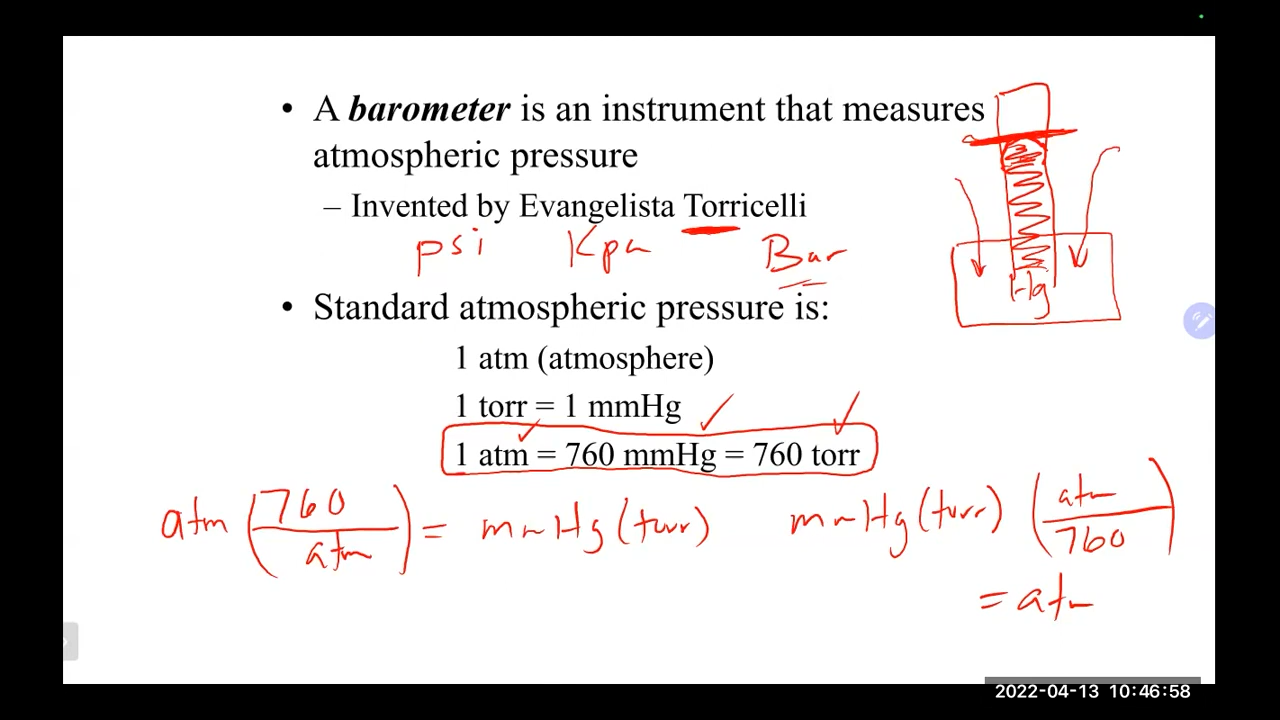 • A barometer is an instrument that measures
atmospheric pressure
– Invented by Evangelista Torricelli
psi Kpa Bar
Hg
• Standard atmospheric pressure is:
1 atm (atmosphere)
1 torr = 1 mmHg
1 atm = 760 mmHg = 760 torr
atm (760 / atm) = mmHg (torr) mmHg (torr) (atm / 760)
= atm
2022-04-13 10:46:58